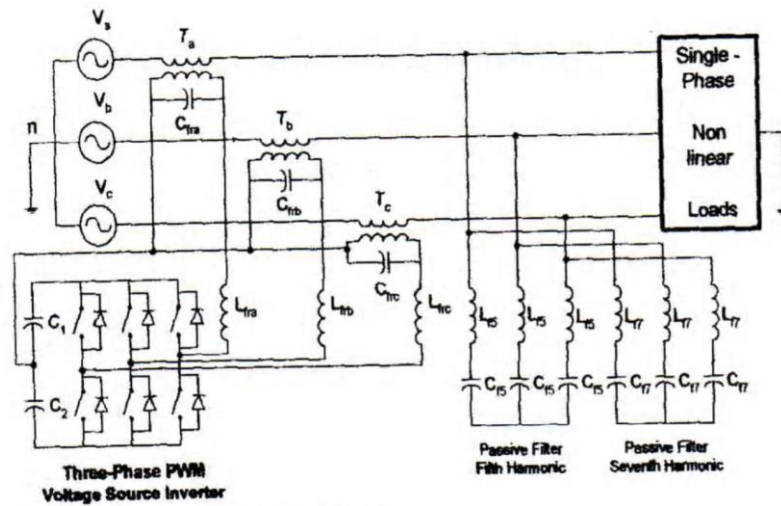 Vs
Ta
Single -
Phase
Non
linear
Loads
Cfra
Vb
Tb
n
Cfrb
Vc
Tc
Cfrc
Lfra
Lfrb
Lfrc
C1
C2
Lf5
Lf5
Lf5
Lf7
Lf7
Lf7
Cf5
Cf5
Cf5
Cf7
Cf7
Cf7
Passive Filter
Fifth Harmonic
Passive Filter
Seventh Harmonic
Three-Phase PWM
Voltage Source Inverter